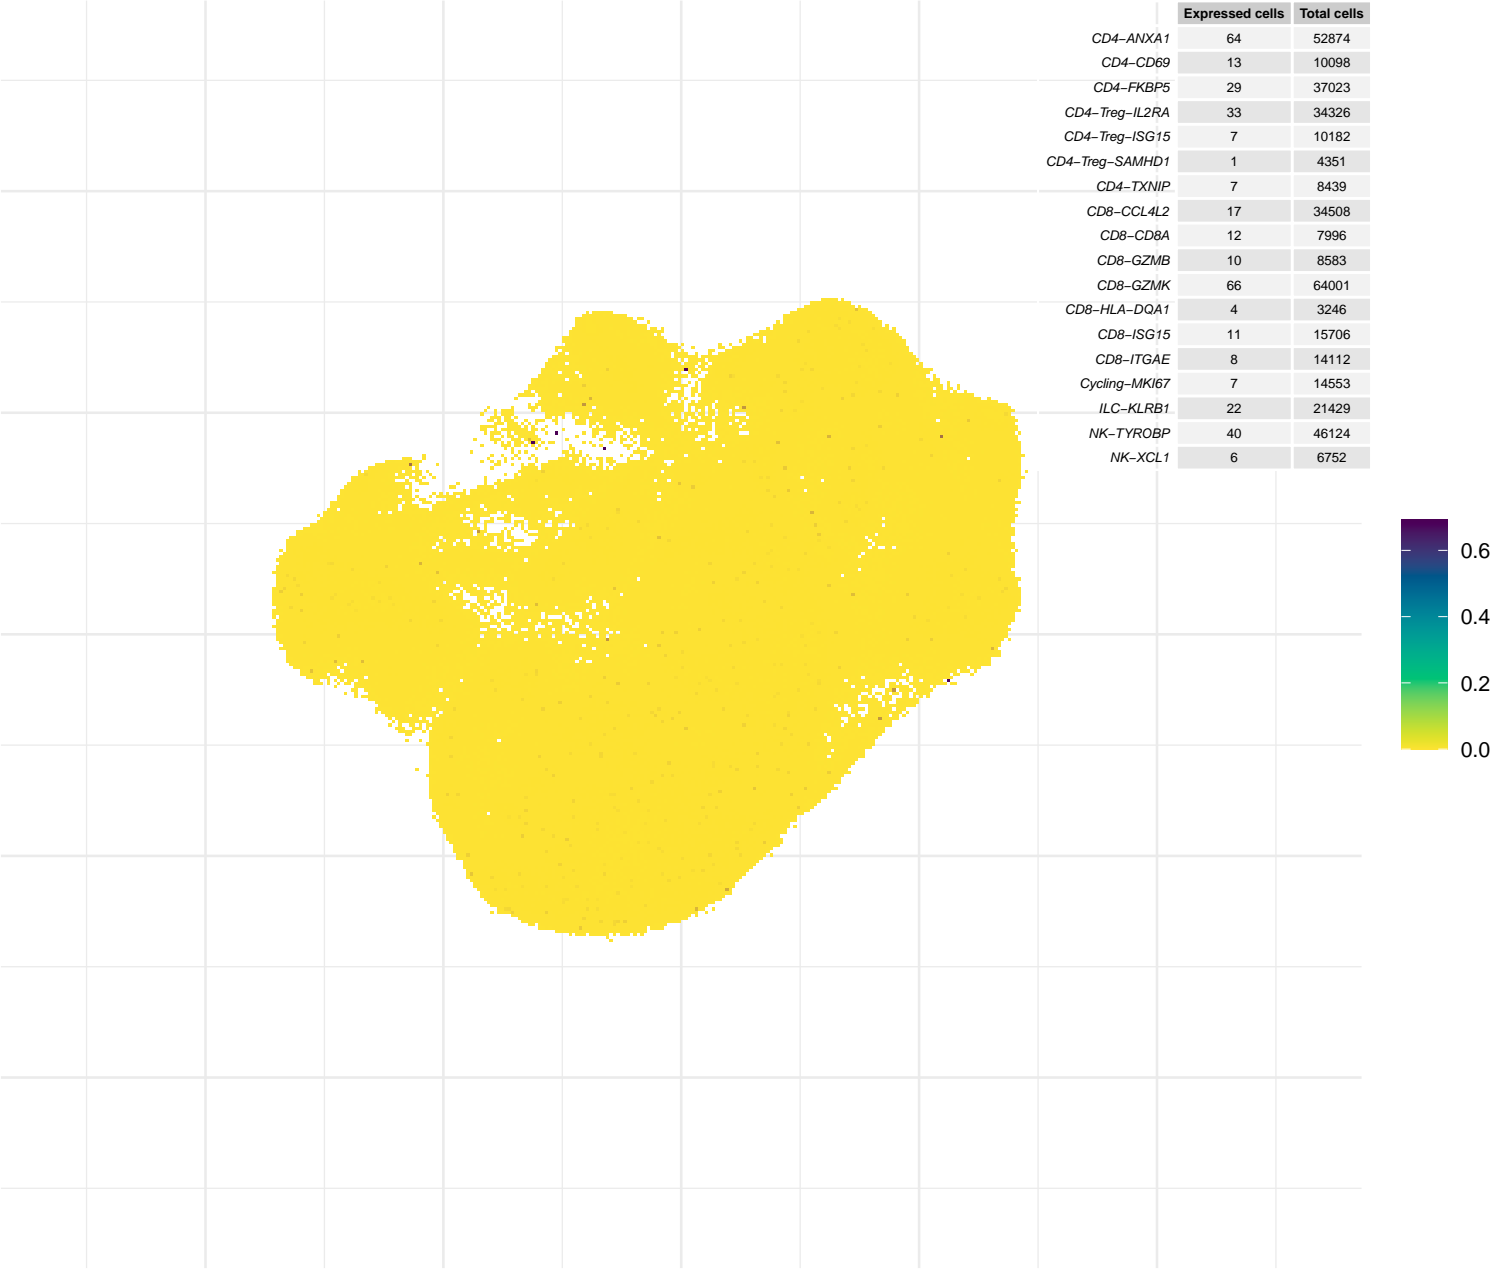 Expressed cells Total cells
CD4−ANXA1 64 52874
CD4−CD69 13 10098
CD4−FKBP5 29 37023
CD4−Treg−IL2RA 33 34326
CD4−Treg−ISG15 7 10182
CD4−Treg−SAMHD1 1 4351
CD4−TXNIP 7 8439
CD8−CCL4L2 17 34508
CD8−CD8A 12 7996
CD8−GZMB 10 8583
CD8−GZMK 66 64001
CD8−HLA−DQA1 4 3246
CD8−ISG15 11 15706
CD8−ITGAE 8 14112
Cycling−MKI67 7 14553
ILC−KLRB1 22 21429
NK−TYROBP 40 46124
NK−XCL1 6 6752
0.6
0.4
0.2
0.0